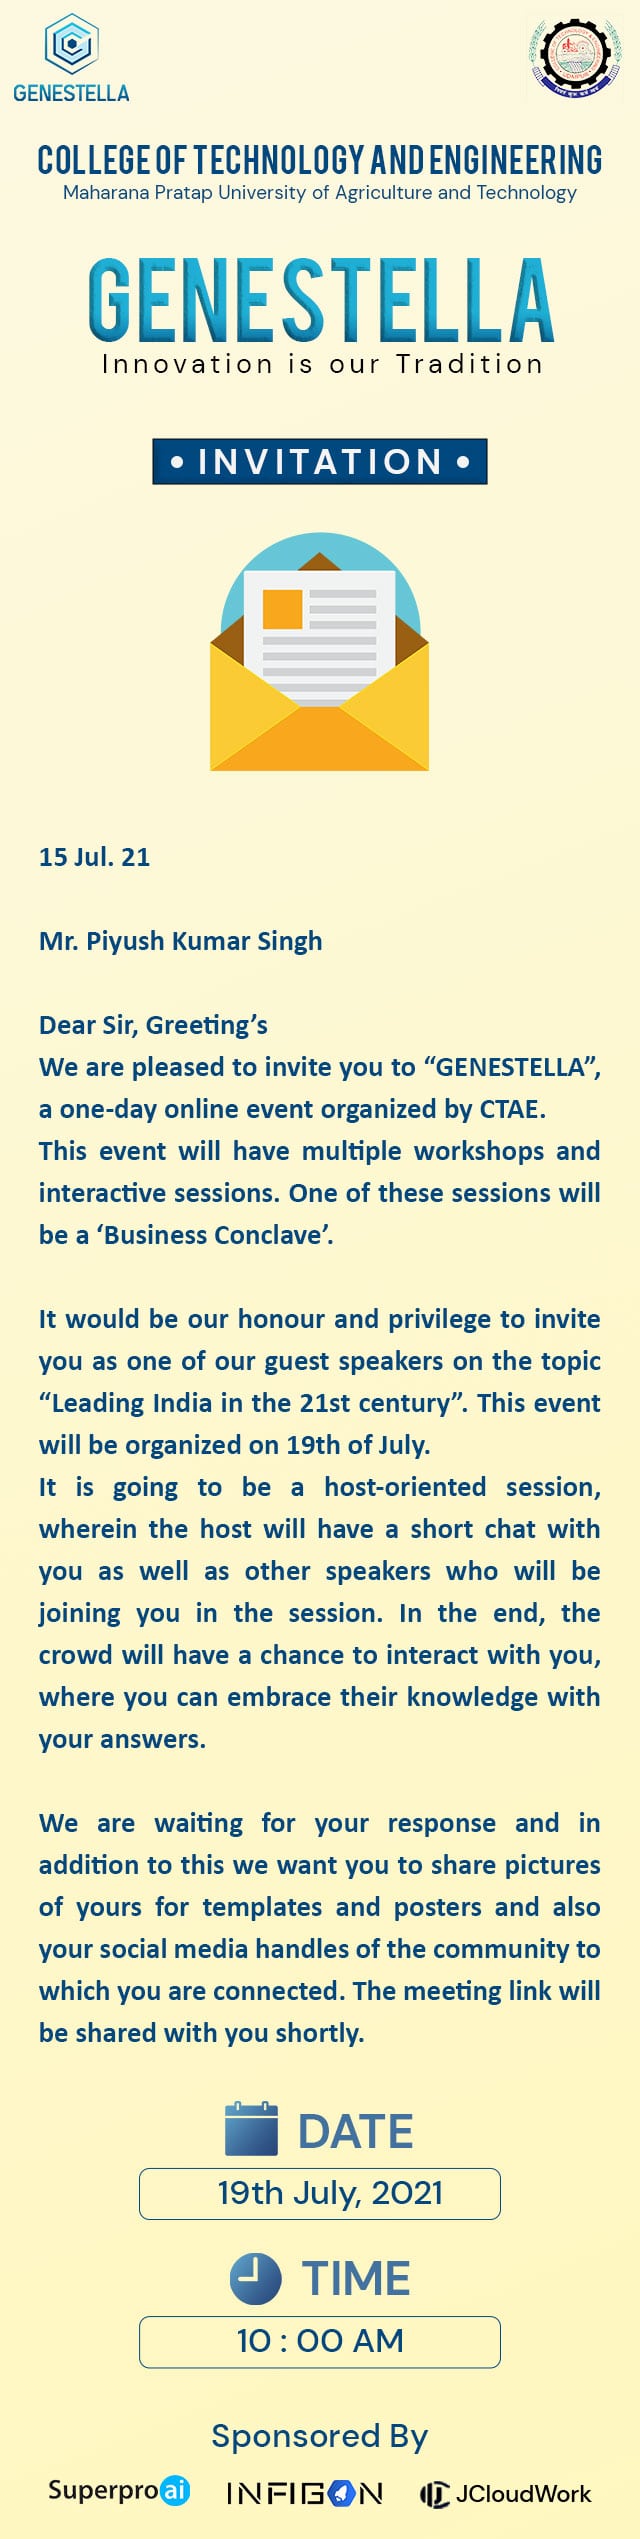 GENESTELLA
COLLEGE OF TECHNOLOGY AND ENGINEERING
Maharana Pratap University of Agriculture and Technology
GENESTELLA
Innovation is our Tradition
• INVITATION •
15 Jul. 21
Mr. Piyush Kumar Singh
Dear Sir, Greeting’s
We are pleased to invite you to “GENESTELLA”,
a one-day online event organized by CTAE.
This event will have multiple workshops and
interactive sessions. One of these sessions will
be a ‘Business Conclave’.
It would be our honour and privilege to invite
you as one of our guest speakers on the topic
“Leading India in the 21st century”. This event
will be organized on 19th of July.
It is going to be a host-oriented session,
wherein the host will have a short chat with
you as well as other speakers who will be
joining you in the session. In the end, the
crowd will have a chance to interact with you,
where you can embrace their knowledge with
your answers.
We are waiting for your response and in
addition to this we want you to share pictures
of yours for templates and posters and also
your social media handles of the community to
which you are connected. The meeting link will
be shared with you shortly.
DATE
19th July, 2021
TIME
10 : 00 AM
Sponsored By
Superpro ai INFIGON JCloudWork